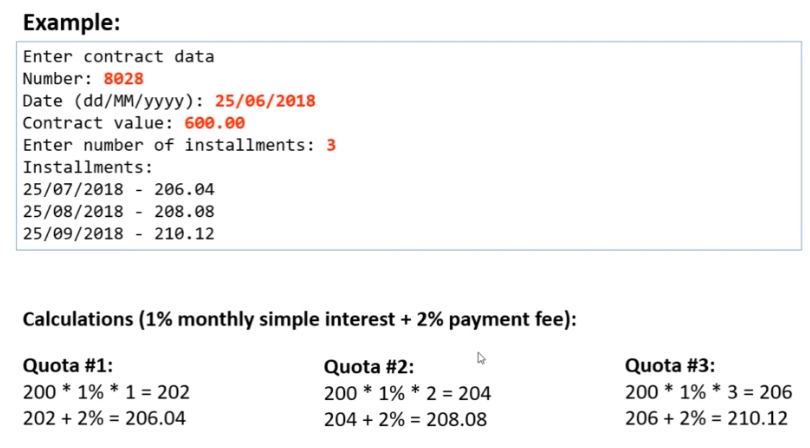 Example:
Enter contract data
Number: 8028
Date (dd/MM/yyyy): 25/06/2018
Contract value: 600.00
Enter number of installments: 3
Installments:
25/07/2018 - 206.04
25/08/2018 - 208.08
25/09/2018 - 210.12
Calculations (1% monthly simple interest + 2% payment fee):
Quota #1:
200 * 1% * 1 = 202
202 + 2% = 206.04
Quota #2:
200 * 1% * 2 = 204
204 + 2% = 208.08
Quota #3:
200 * 1% * 3 = 206
206 + 2% = 210.12